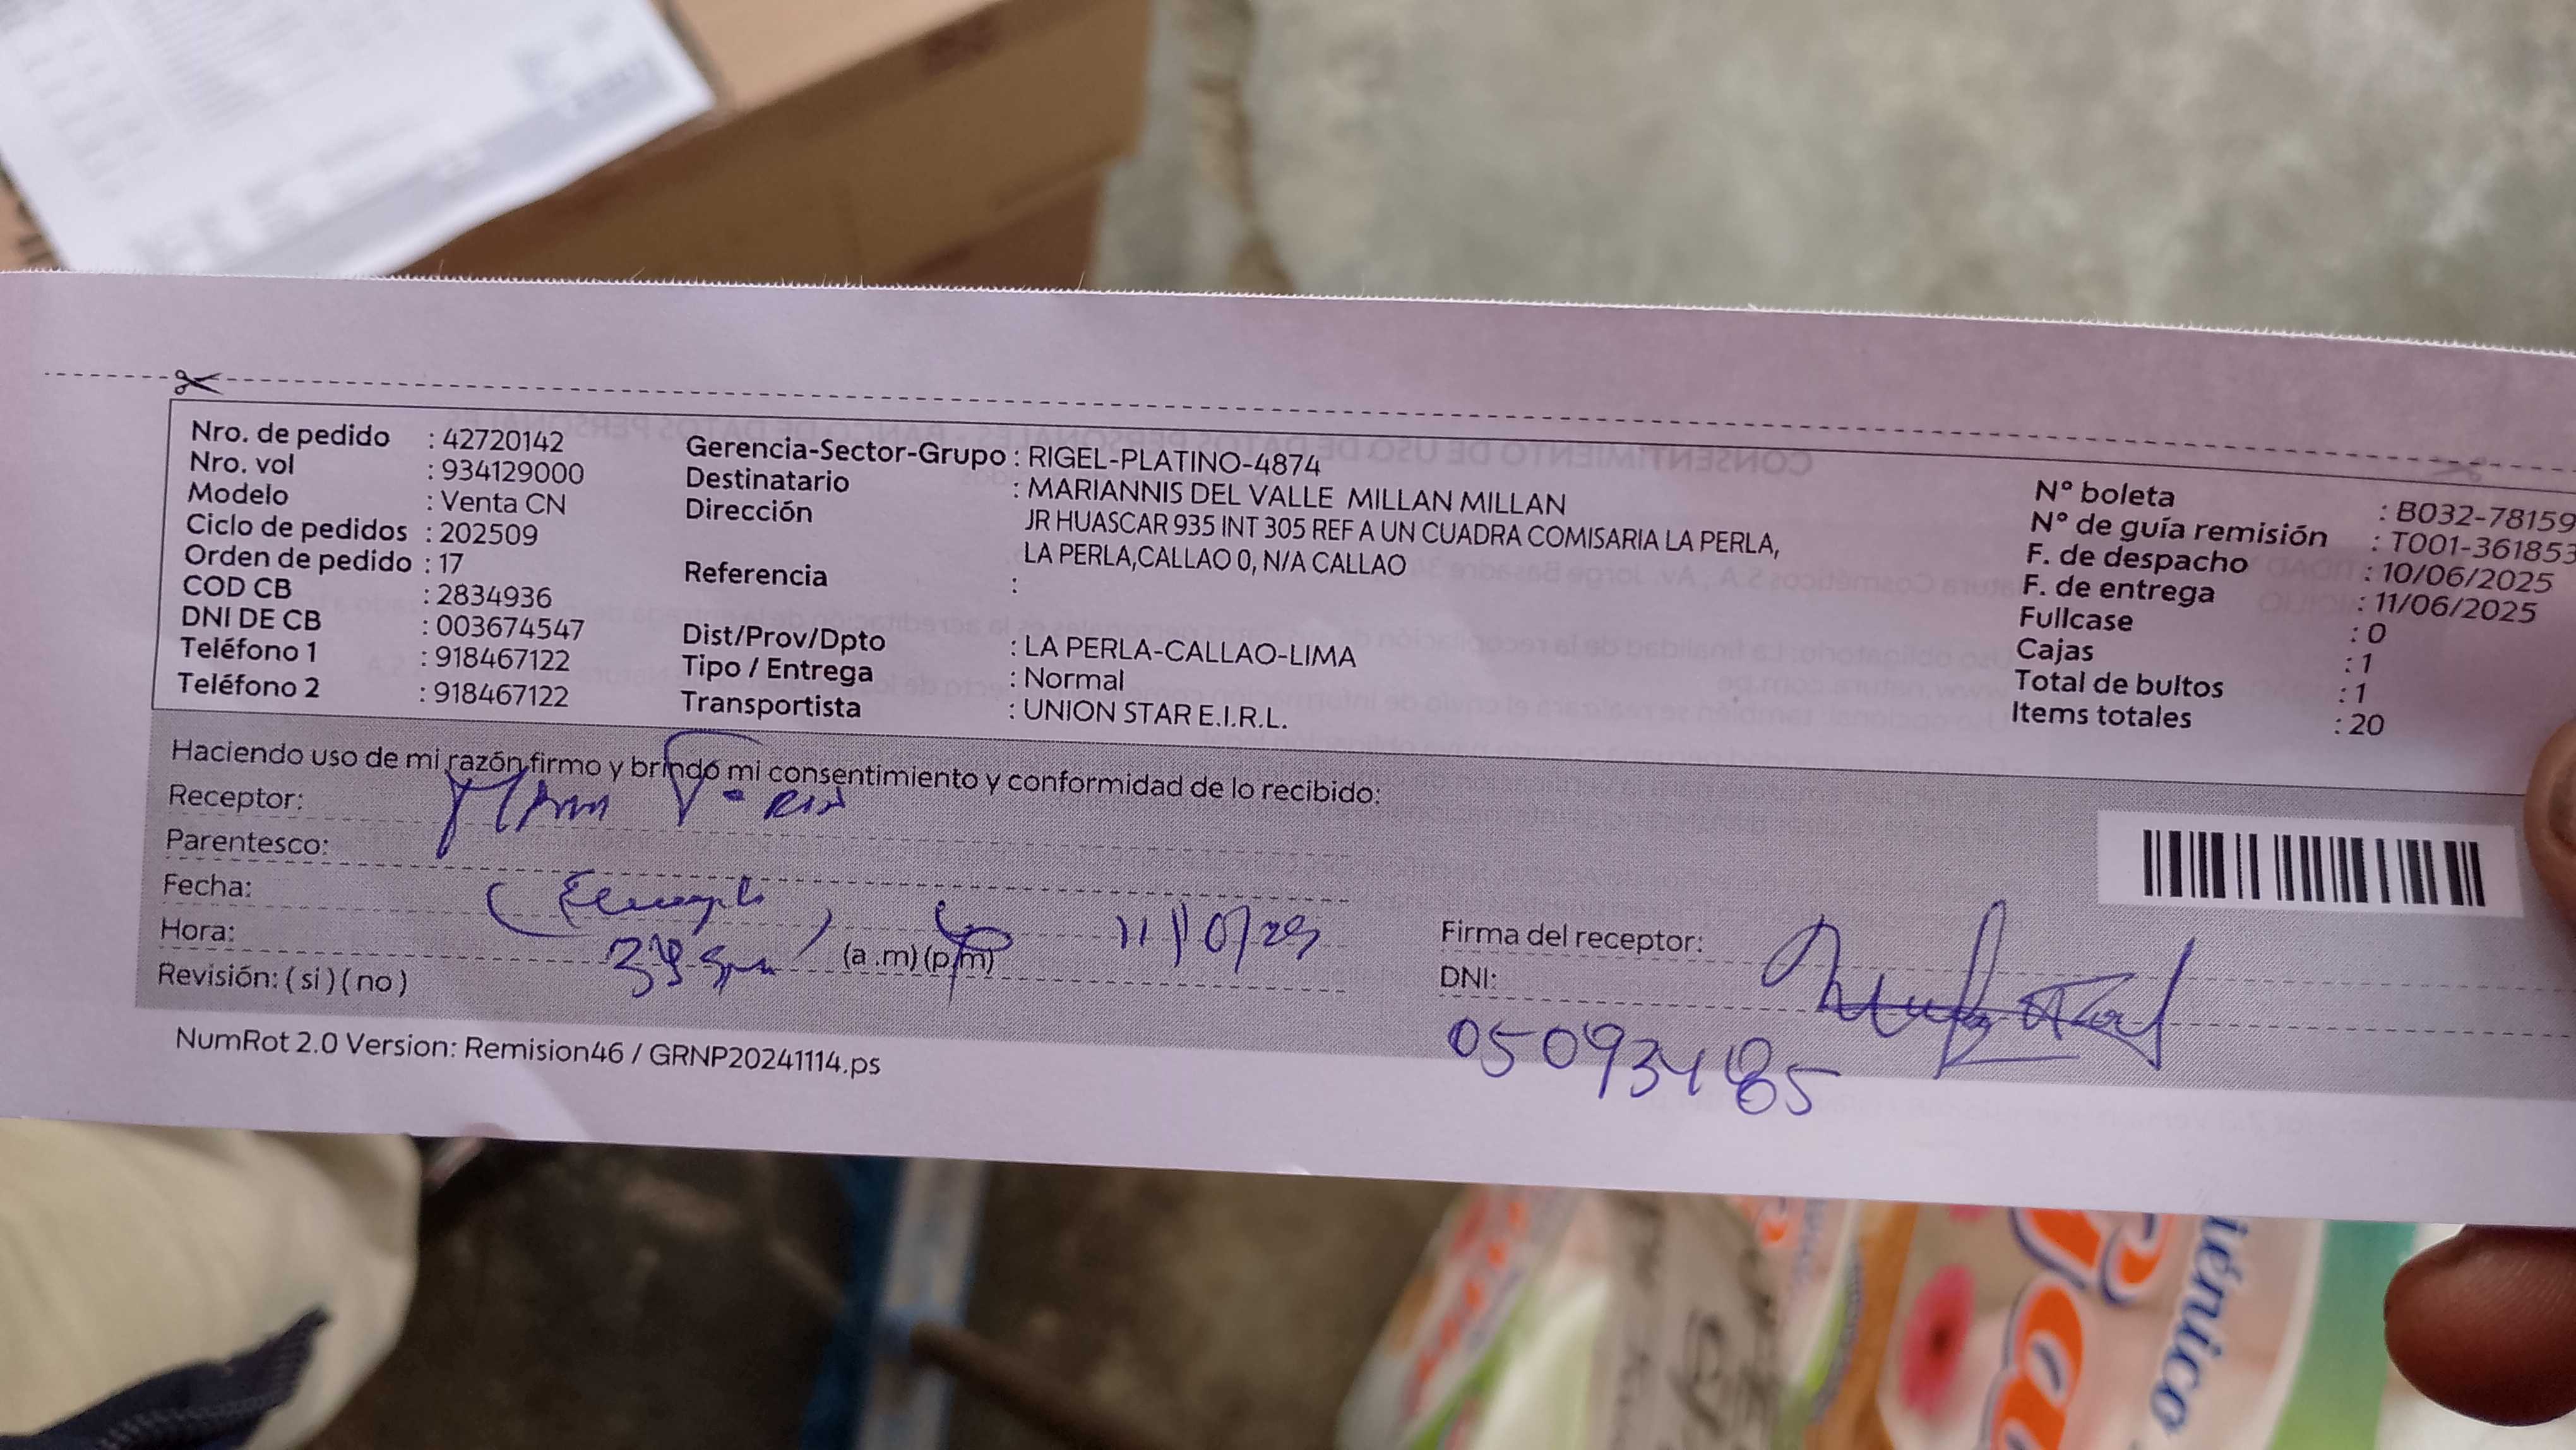 Nro. de pedido : 42720142
Nro. vol : 934129000
Modelo : Venta CN
Ciclo de pedidos : 202509
Orden de pedido : 17
COD CB : 2834936
DNI DE CB : 003674547
Teléfono 1 : 918467122
Teléfono 2 : 918467122
Gerencia-Sector-Grupo : RIGEL-PLATINO-4874
Destinatario : MARIANNIS DEL VALLE MILLAN MILLAN
Dirección JR HUASCAR 935 INT 305 REF A UN CUADRA COMISARIA LA PERLA,
LA PERLA,CALLAO 0, N/A CALLAO
Referencia :
Dist/Prov/Dpto : LA PERLA-CALLAO-LIMA
Tipo / Entrega : Normal
Transportista : UNION STAR E.I.R.L.
N° boleta : B032-78159
N° de guía remisión : T001-361853
F. de despacho : 10/06/2025
F. de entrega : 11/06/2025
Fullcase : 0
Cajas : 1
Total de bultos : 1
Items totales : 20
Haciendo uso de mi razón firmo y brindo mi consentimiento y conformidad de lo recibido:
Receptor:
Parentesco:
Fecha:
Hora: (a .m) (p/m)
Revisión: ( si ) ( no )
Firma del receptor:
DNI:
05093485
NumRot 2.0 Version: Remision46 / GRNP20241114.ps
iénico